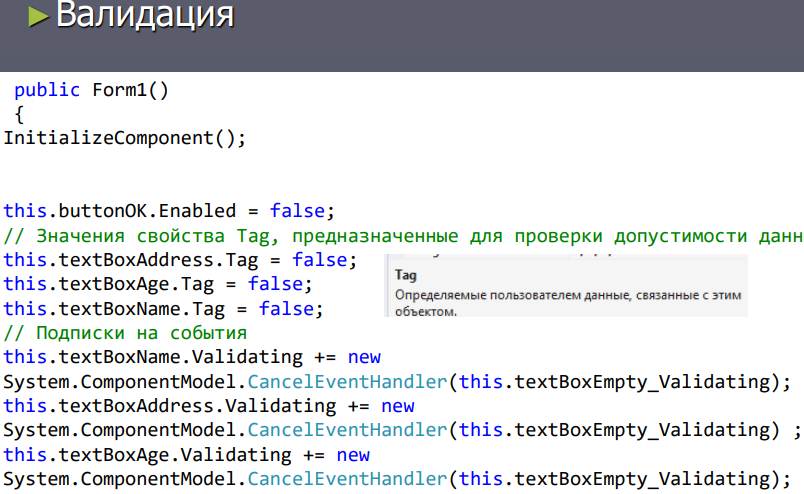 Валидация
public Form1()
{
InitializeComponent();
this.buttonOK.Enabled = false;
// Значения свойства Tag, предназначенные для проверки допустимости данн
this.textBoxAddress.Tag = false;
this.textBoxAge.Tag = false;
this.textBoxName.Tag = false;
Tag
Определяемые пользователем данные, связанные с этим
объектом.
// Подписки на события
this.textBoxName.Validating += new
System.ComponentModel.CancelEventHandler(this.textBoxEmpty_Validating);
this.textBoxAddress.Validating += new
System.ComponentModel.CancelEventHandler(this.textBoxEmpty_Validating) ;
this.textBoxAge.Validating += new
System.ComponentModel.CancelEventHandler(this.textBoxEmpty_Validating);